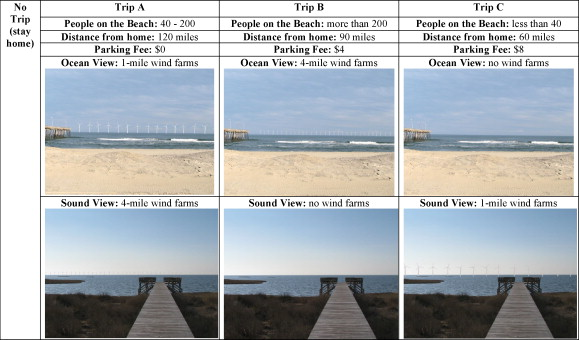 No
Trip
(stay
home)
Trip A
Trip B
Trip C
People on the Beach: 40 - 200
People on the Beach: more than 200
People on the Beach: less than 40
Distance from home: 120 miles
Distance from home: 90 miles
Distance from home: 60 miles
Parking Fee: $0
Parking Fee: $4
Parking Fee: $8
Ocean View: 1-mile wind farms
Ocean View: 4-mile wind farms
Ocean View: no wind farms
Sound View: 4-mile wind farms
Sound View: no wind farms
Sound View: 1-mile wind farms